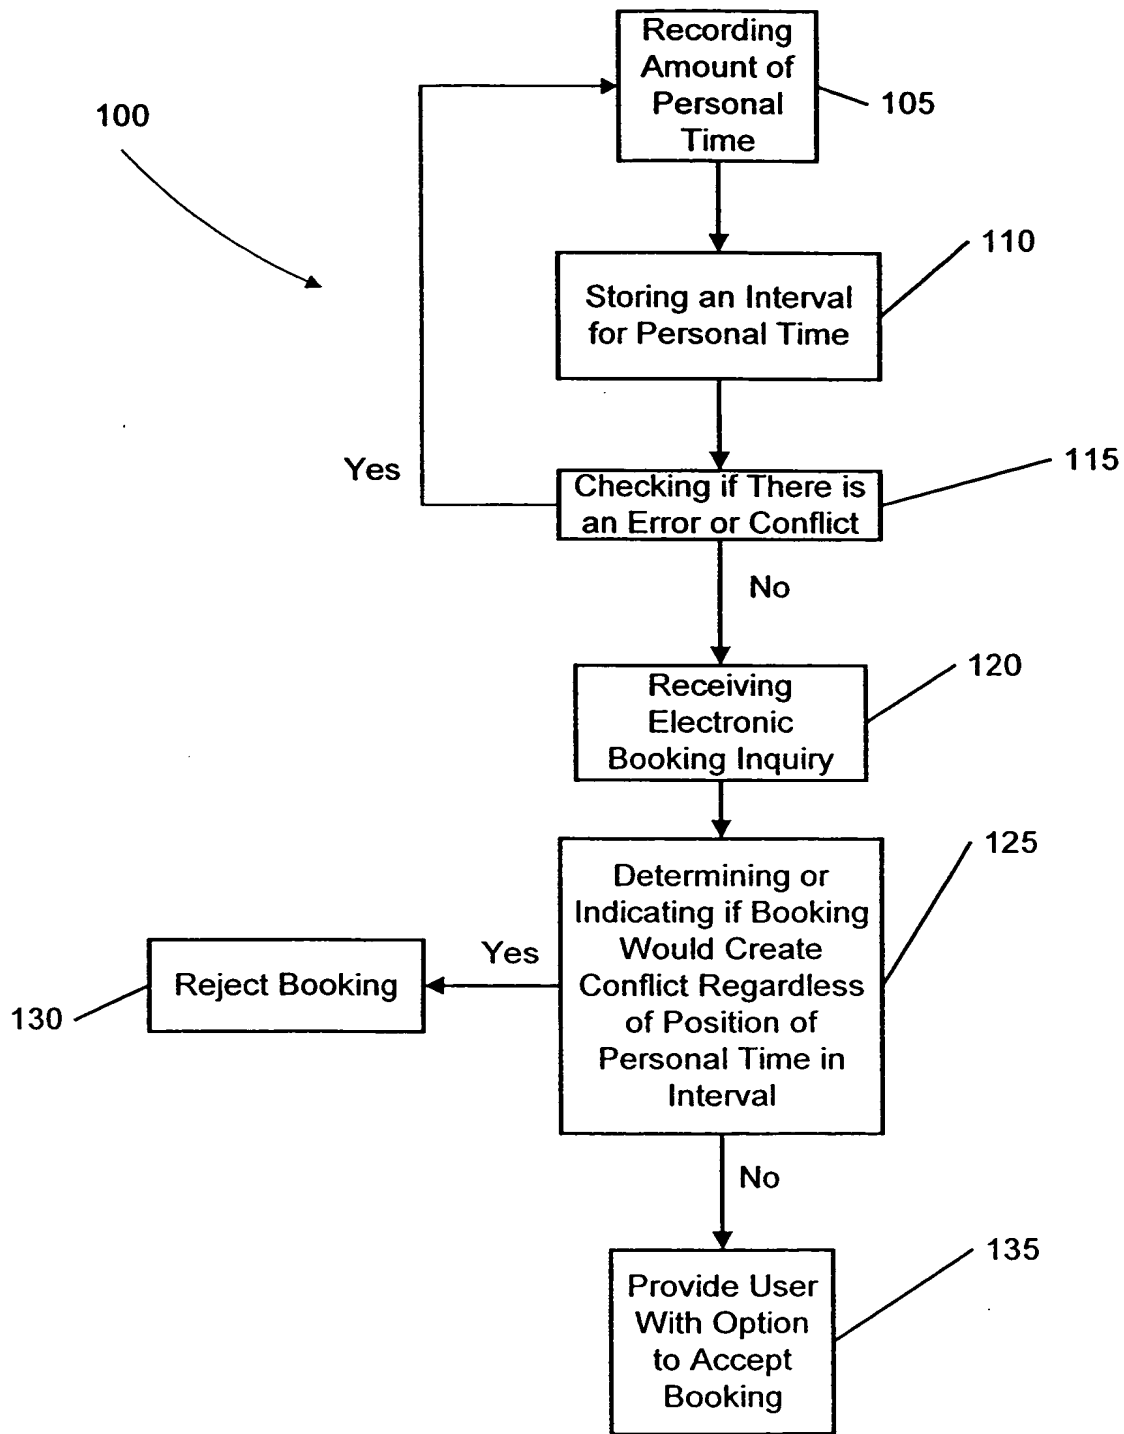 Recording
Amount of
Personal
Time
105
100
110
Storing an Interval
for Personal Time
115
Yes
Checking if There is
an Error or Conflict
No
120
Receiving
Electronic
Booking Inquiry
125
Determining or
Indicating if Booking
Would Create
Conflict Regardless
of Position of
Personal Time in
Interval
Yes
Reject Booking
130
No
135
Provide User
With Option
to Accept
Booking